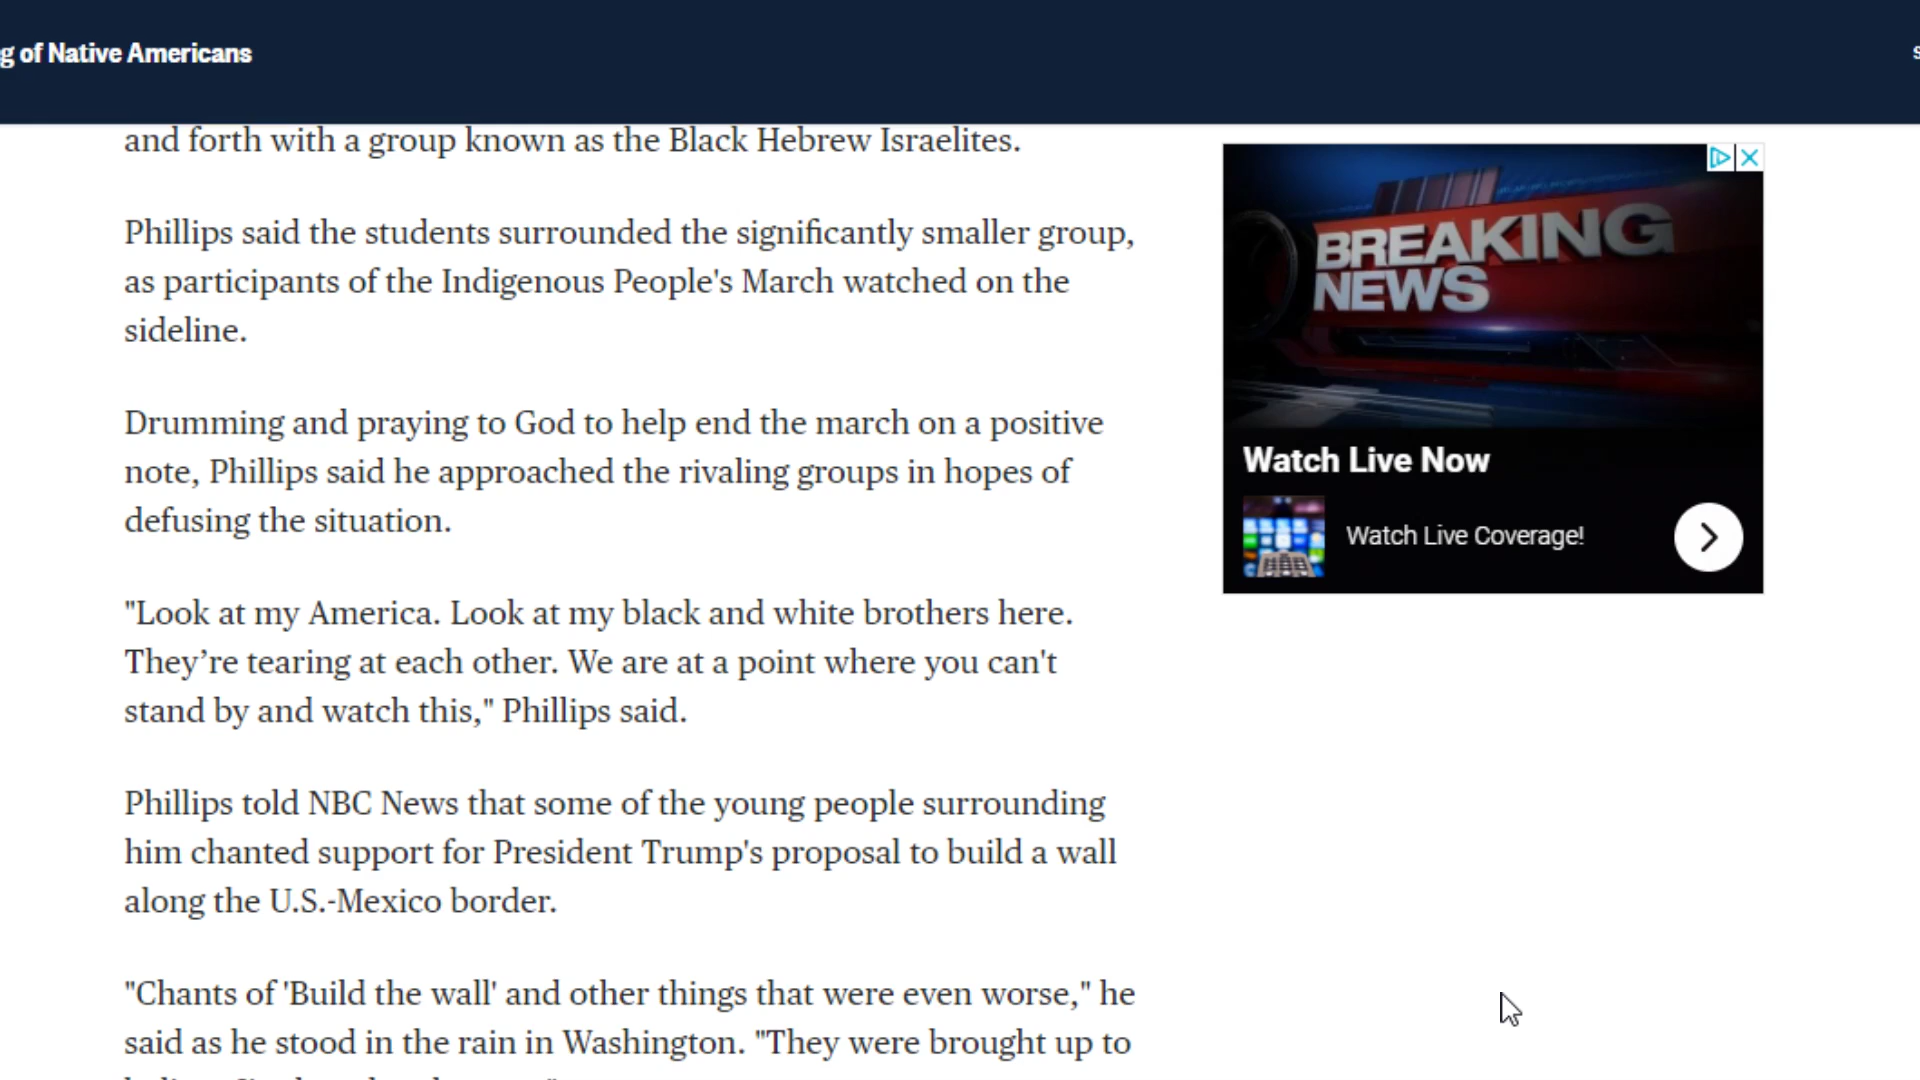 g of Native Americans
and forth with a group known as the Black Hebrew Israelites.
Phillips said the students surrounded the significantly smaller group,
as participants of the Indigenous People's March watched on the
sideline.
Drumming and praying to God to help end the march on a positive
note, Phillips said he approached the rivaling groups in hopes of
defusing the situation.
"Look at my America. Look at my black and white brothers here.
They’re tearing at each other. We are at a point where you can't
stand by and watch this," Phillips said.
Phillips told NBC News that some of the young people surrounding
him chanted support for President Trump's proposal to build a wall
along the U.S.-Mexico border.
"Chants of 'Build the wall' and other things that were even worse," he
said as he stood in the rain in Washington. "They were brought up to
BREAKING
NEWS
Watch Live Now
Watch Live Coverage!